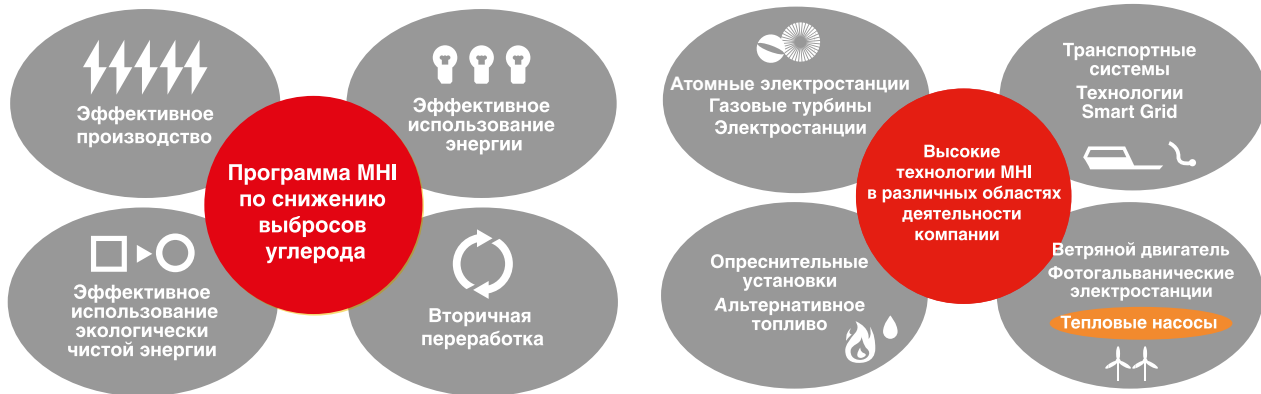 Эффективное
производство
Эффективное
использование
энергии
Программа MHI
по снижению
выбросов
углерода
Эффективное
использование
экологически
чистой энергии
Вторичная
переработка
Атомные электростанции
Газовые турбины
Электростанции
Транспортные
системы
Технологии
Smart Grid
Высокие
технологии MHI
в различных областях
деятельности
компании
Опреснительные
установки
Альтернативное
топливо
Ветряной двигатель
Фотогальванические
электростанции
Тепловые насосы